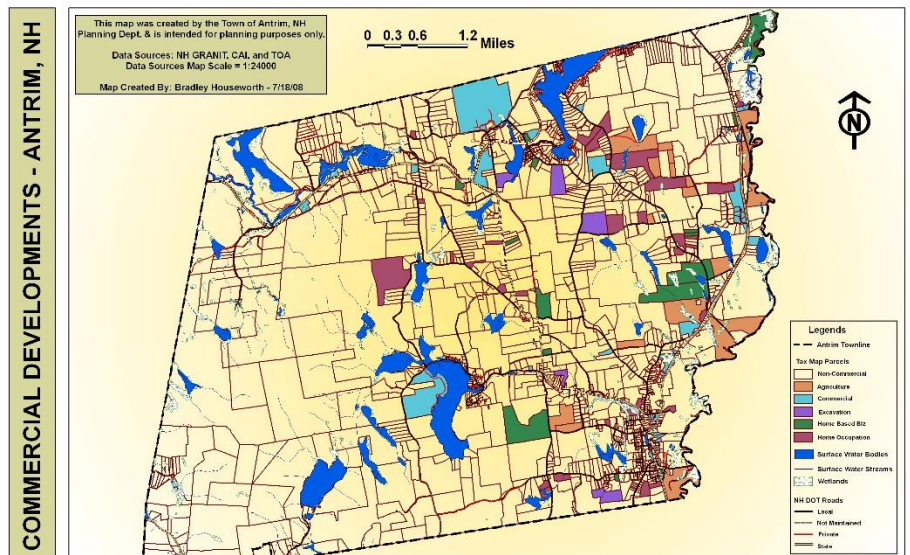 COMMERCIAL DEVELOPMENTS - ANTRIM, NH
This map was created by the Town of Antrim, NH
Planning Dept. & is intended for planning purposes only.
Data Sources: NH GRANIT, CAI, and TOA
Data Sources Map Scale = 1:24000
Map Created By: Bradley Houseworth - 7/18/08
0 0.3 0.6 1.2 Miles
N
Legends
Antrim Townline
Tax Map Parcels
Non-Commercial
Agriculture
Commercial
Excavation
Home Based Biz
Home Occupation
Surface Water Bodies
Surface Water Streams
Wetlands
NH DOT Roads
Local
Not Maintained
Private
State